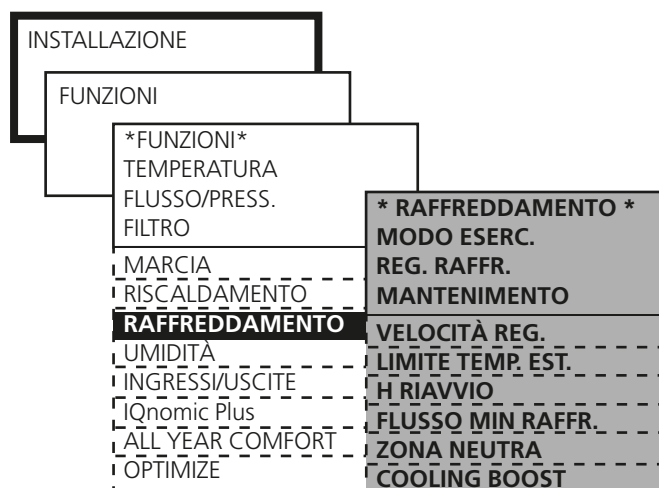 INSTALLAZIONE
FUNZIONI
*FUNZIONI*
TEMPERATURA
FLUSSO/PRESS.
FILTRO
MARCIA
RISCALDAMENTO
RAFFREDDAMENTO
UMIDITÀ
INGRESSI/USCITE
IQnomic Plus
ALL YEAR COMFORT
OPTIMIZE
* RAFFREDDAMENTO *
MODO ESERC.
REG. RAFFR.
MANTENIMENTO
VELOCITÀ REG.
LIMITE TEMP. EST.
H RIAVVIO
FLUSSO MIN RAFFR.
ZONA NEUTRA
COOLING BOOST